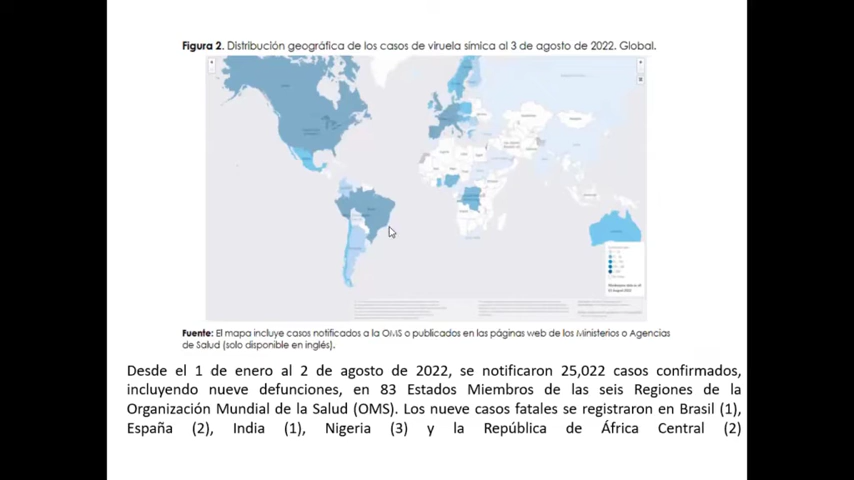 Figura 2. Distribución geográfica de los casos de viruela símica al 3 de agosto de 2022. Global.
Fuente: El mapa incluye casos notificados a la OMS o publicados en las páginas web de los Ministerios o Agencias
de Salud (solo disponible en inglés).
Desde el 1 de enero al 2 de agosto de 2022, se notificaron 25,022 casos confirmados,
incluyendo nueve defunciones, en 83 Estados Miembros de las seis Regiones de la
Organización Mundial de la Salud (OMS). Los nueve casos fatales se registraron en Brasil (1),
España (2), India (1), Nigeria (3) y la República de África Central (2)